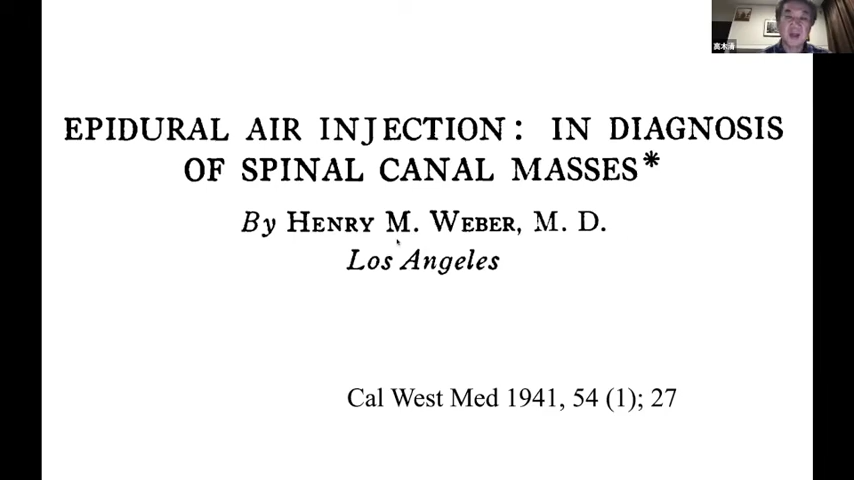 EPIDURAL AIR INJECTION: IN DIAGNOSIS
OF SPINAL CANAL MASSES*
By HENRY M. WEBER, M. D.
Los Angeles
Cal West Med 1941, 54 (1); 27